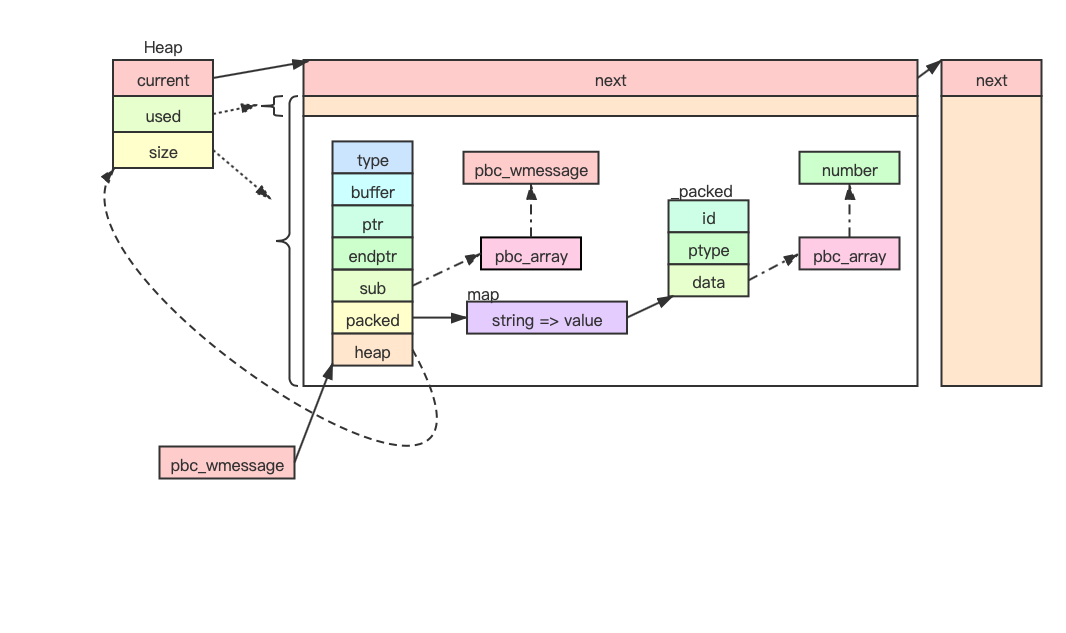 Heap
current
used
size
next
next
type
buffer
ptr
endptr
sub
packed
heap
pbc_wmessage
pbc_array
map
string => value
_packed
id
ptype
data
number
pbc_array
pbc_wmessage